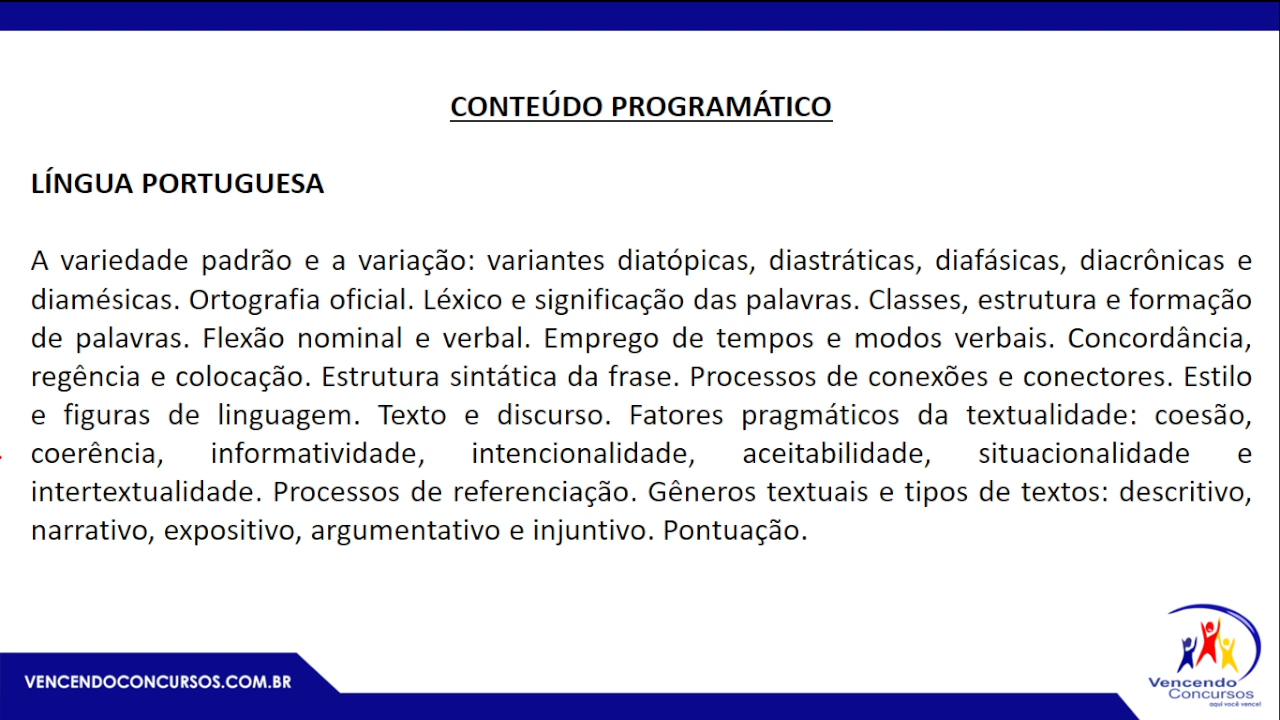 CONTEÚDO PROGRAMÁTICO
LÍNGUA PORTUGUESA
A variedade padrão e a variação: variantes diatópicas, diastráticas, diafásicas, diacrônicas e
diamésicas. Ortografia oficial. Léxico e significação das palavras. Classes, estrutura e formação
de palavras. Flexão nominal e verbal. Emprego de tempos e modos verbais. Concordância,
regência e colocação. Estrutura sintática da frase. Processos de conexões e conectores. Estilo
e figuras de linguagem. Texto e discurso. Fatores pragmáticos da textualidade: coesão,
coerência, informatividade, intencionalidade, aceitabilidade, situacionalidade e
intertextualidade. Processos de referenciação. Gêneros textuais e tipos de textos: descritivo,
narrativo, expositivo, argumentativo e injuntivo. Pontuação.
VENCENDOCONCURSOS.COM.BR
Vencendo
Concursos
aqui você vence!